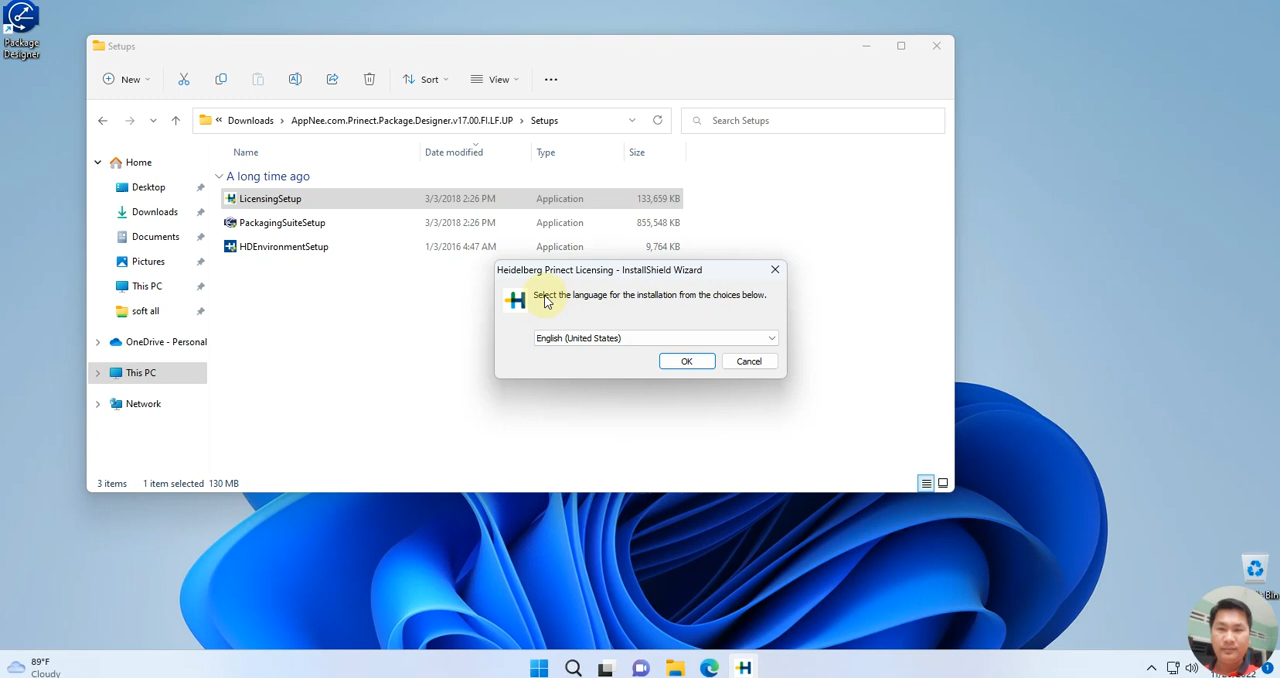 Package
Designer
Setups
New
Sort
View
Downloads > AppNee.com.Prinect.Package.Designer.v17.00.FI.LF.UP > Setups
Search Setups
Name
Date modified
Type
Size
A long time ago
LicensingSetup 3/3/2018 2:26 PM Application 133,659 KB
PackagingSuiteSetup 3/3/2018 2:26 PM Application 855,548 KB
HDEnvironmentSetup 1/3/2016 4:47 AM Application 9,764 KB
Home
Desktop
Downloads
Documents
Pictures
This PC
soft all
OneDrive - Personal
This PC
Network
Heidelberg Prinect Licensing - InstallShield Wizard
Select the language for the installation from the choices below.
English (United States)
OK
Cancel
3 items 1 item selected 130 MB
89°F
Cloudy
1